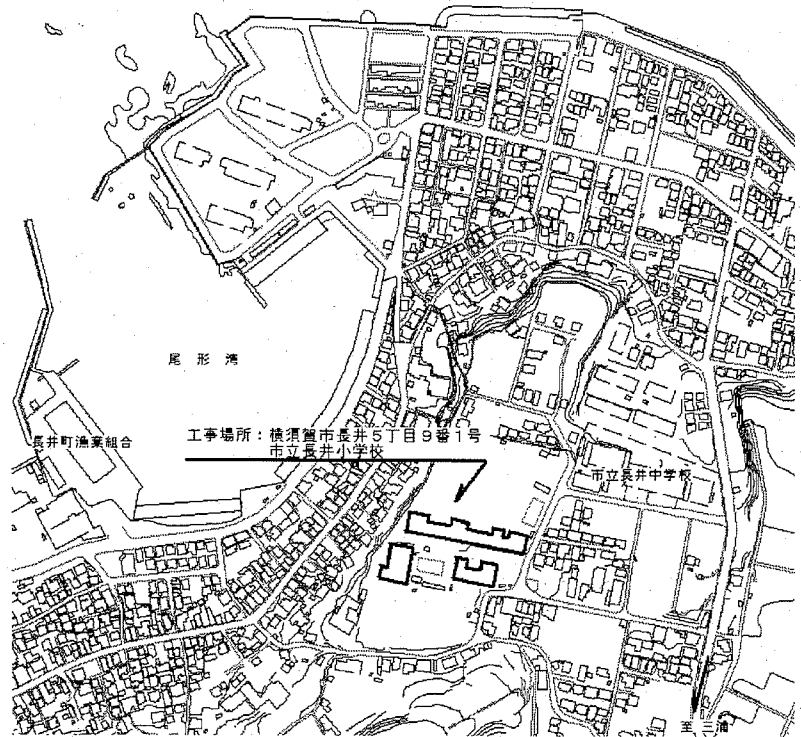 尾形湾
長井町漁業組合
工事場所：横須賀市長井5丁目9番1号
市立長井小学校
市立長井中学校
至三浦